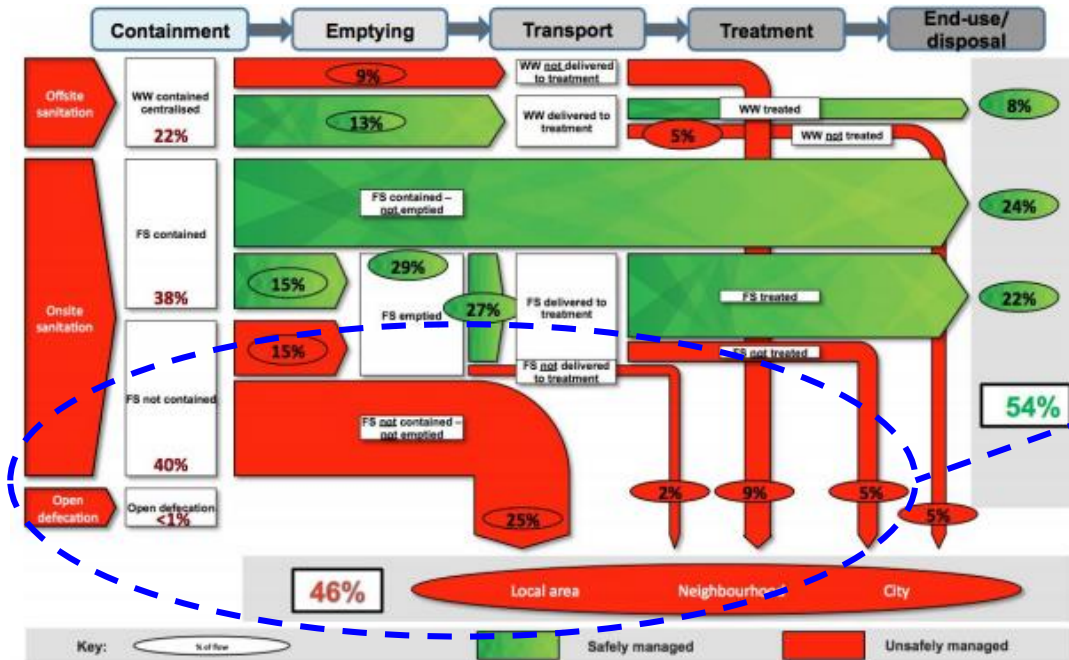 Containment
Emptying
Transport
Treatment
End-use/
disposal
Offsite
sanitation
WW contained
centralised
22%
9%
WW not delivered
to treatment
13%
WW delivered to
treatment
WW treated
8%
5%
WW not treated
Onsite
sanitation
FS contained
38%
FS contained –
not emptied
24%
15%
29%
FS emptied
27%
FS delivered to
treatment
FS treated
22%
FS not contained
40%
15%
FS not delivered
to treatment
FS not treated
FS not contained –
not emptied
54%
Open
defecation
Open defecation
<1%
25%
2%
9%
5%
5%
46%
Local area
Neighbourhood
City
Key:
% of flow
Safely managed
Unsafely managed